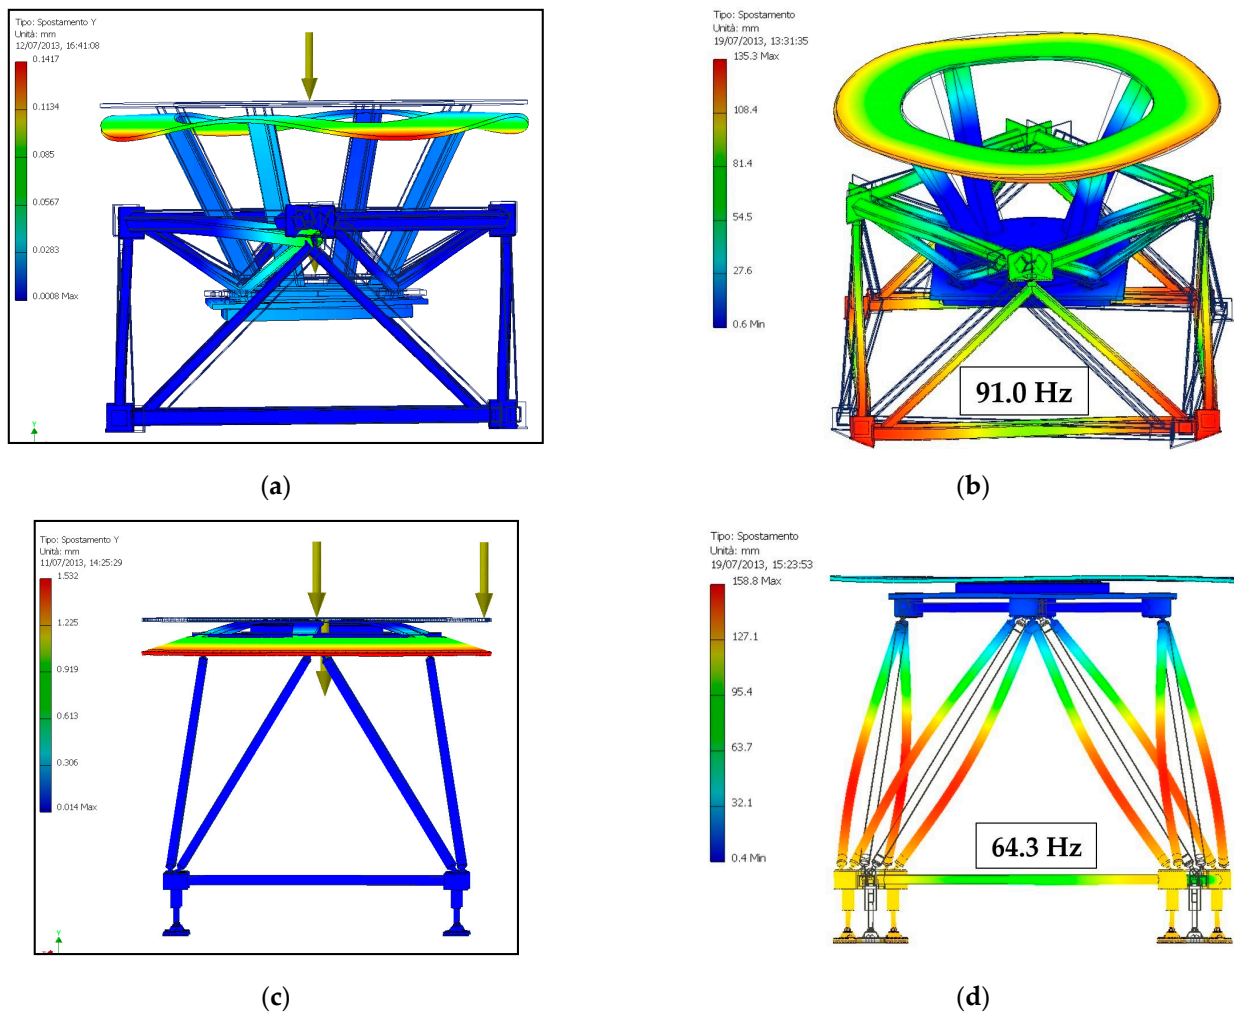 Tipo: Spostamento Y
Unità: mm
12/07/2013, 16:41:08
0.1417
0.1134
0.085
0.0567
0.0283
0.0008 Max
Y
(a)
Tipo: Spostamento
Unità: mm
19/07/2013, 13:31:35
135.3 Max
108.4
81.4
54.5
27.6
0.6 Min
91.0 Hz
(b)
Tipo: Spostamento Y
Unità: mm
11/07/2013, 14:25:29
1.532
1.225
0.919
0.613
0.306
0.014 Max
Y
(c)
Tipo: Spostamento
Unità: mm
19/07/2013, 15:23:53
158.8 Max
127.1
95.4
63.7
32.1
0.4 Min
64.3 Hz
(d)